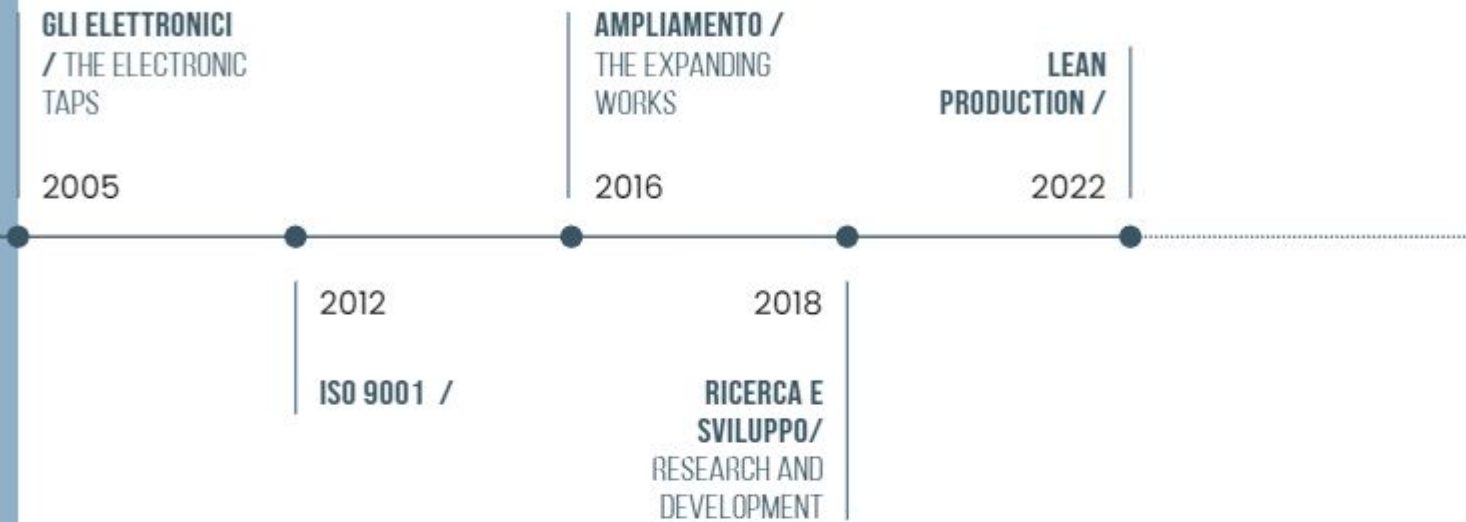 GLI ELETTRONICI
/ THE ELECTRONIC
TAPS
2005
2012
ISO 9001 /
AMPLIAMENTO /
THE EXPANDING
WORKS
2016
2018
RICERCA E
SVILUPPO/
RESEARCH AND
DEVELOPMENT
LEAN
PRODUCTION /
2022